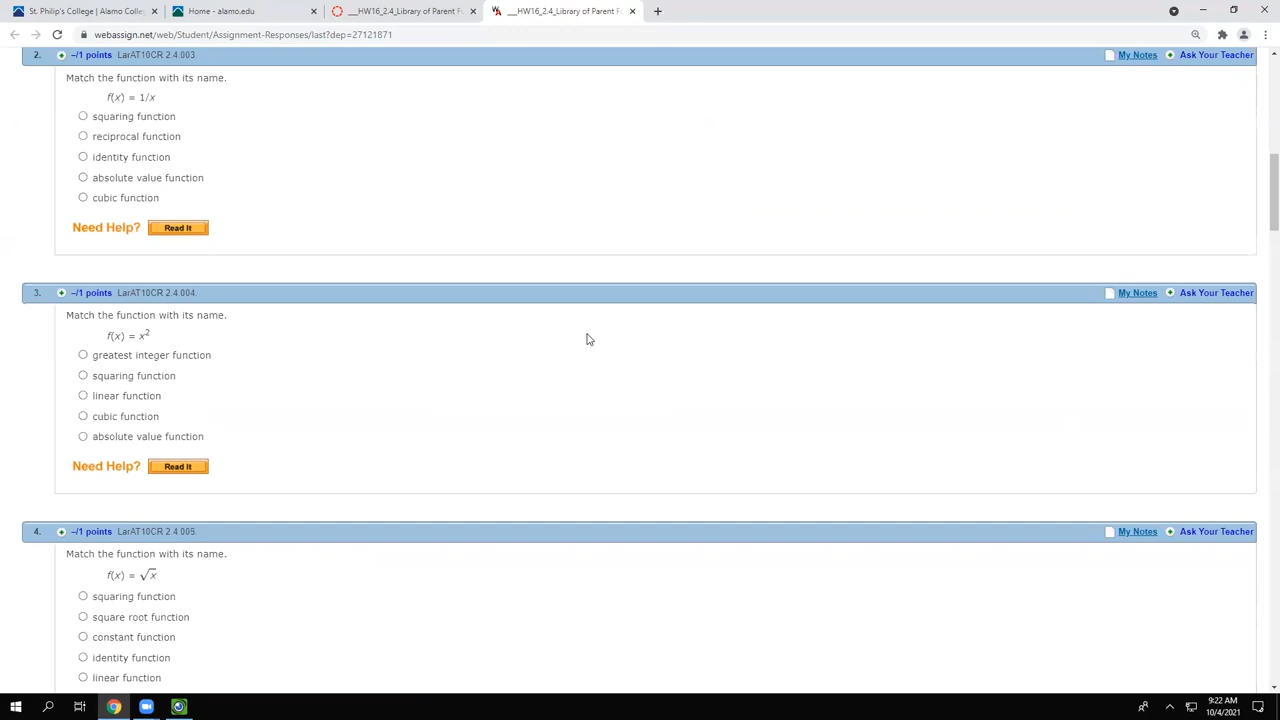 St. Philip's College | Alamo Colle
Home - alamo.edu
__HW16_2.4_Library of Parent F
__HW16_2.4_Library of Parent F
webassign.net/web/Student/Assignment-Responses/last?dep=27121871
2. –/1 points LarAT10CR 2.4.003. My Notes Ask Your Teacher
Match the function with its name.
f(x) = 1/x
squaring function
reciprocal function
identity function
absolute value function
cubic function
Need Help? Read It
3. –/1 points LarAT10CR 2.4.004. My Notes Ask Your Teacher
Match the function with its name.
f(x) = x²
greatest integer function
squaring function
linear function
cubic function
absolute value function
Need Help? Read It
4. –/1 points LarAT10CR 2.4.005. My Notes Ask Your Teacher
Match the function with its name.
f(x) = √x
squaring function
square root function
constant function
identity function
linear function
9:22 AM
10/4/2021